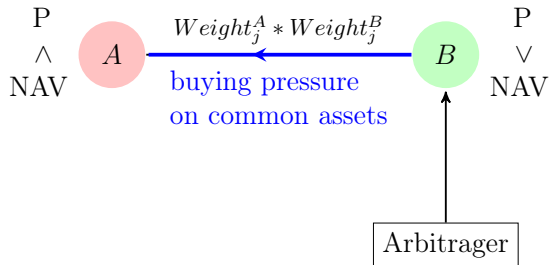 P
∧
NAV
A
Weight_j^A * Weight_j^B
buying pressure
on common assets
B
P
∨
NAV
Arbitrager